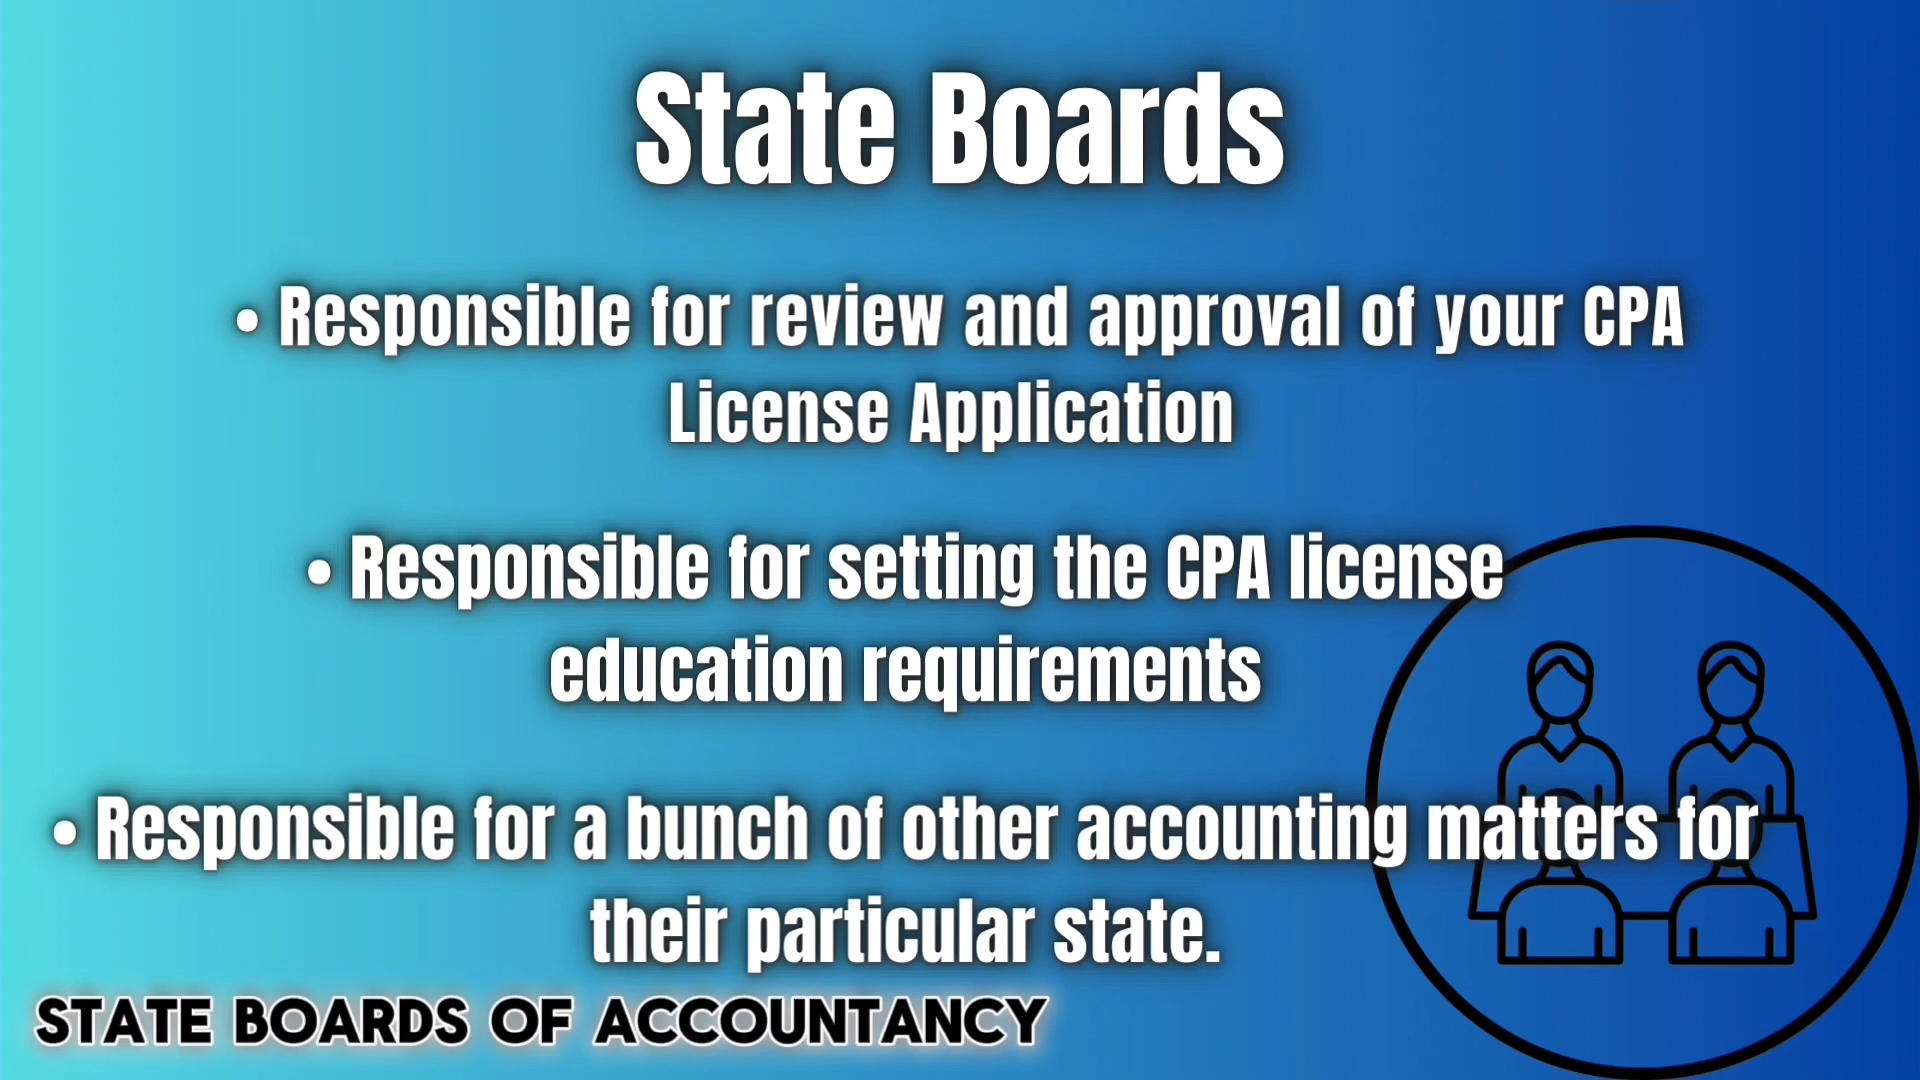 State Boards
• Responsible for review and approval of your CPA
License Application
• Responsible for setting the CPA license
education requirements
• Responsible for a bunch of other accounting matters for
their particular state.
STATE BOARDS OF ACCOUNTANCY